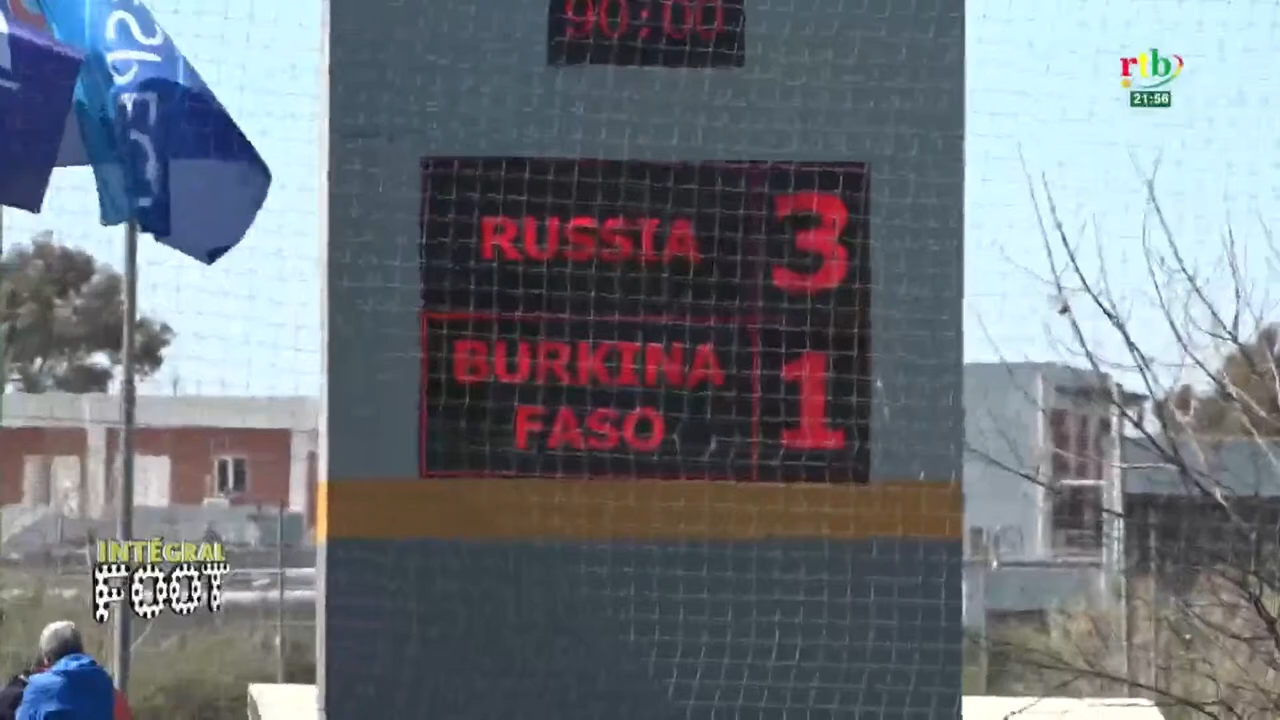 90:00
rtb
21:56
RUSSIA 3
BURKINA FASO 1
INTÉGRAL
FOOT